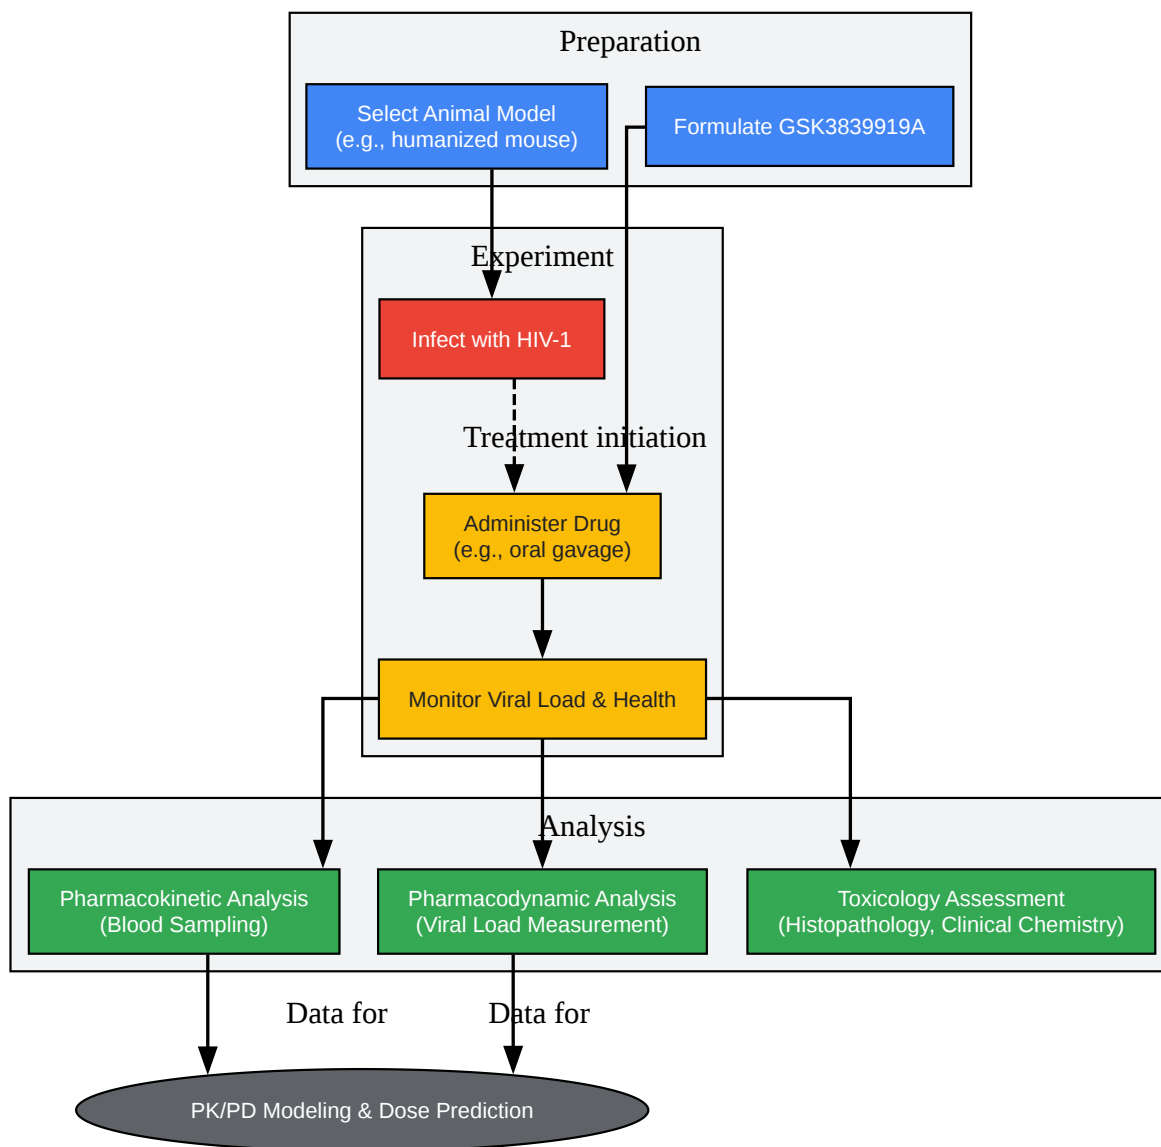 Preparation
Select Animal Model
(e.g., humanized mouse)
Formulate GSK3839919A
Experiment
Infect with HIV-1
Treatment initiation
Administer Drug
(e.g., oral gavage)
Monitor Viral Load & Health
Analysis
Pharmacokinetic Analysis
(Blood Sampling)
Pharmacodynamic Analysis
(Viral Load Measurement)
Toxicology Assessment
(Histopathology, Clinical Chemistry)
Data for
Data for
PK/PD Modeling & Dose Prediction